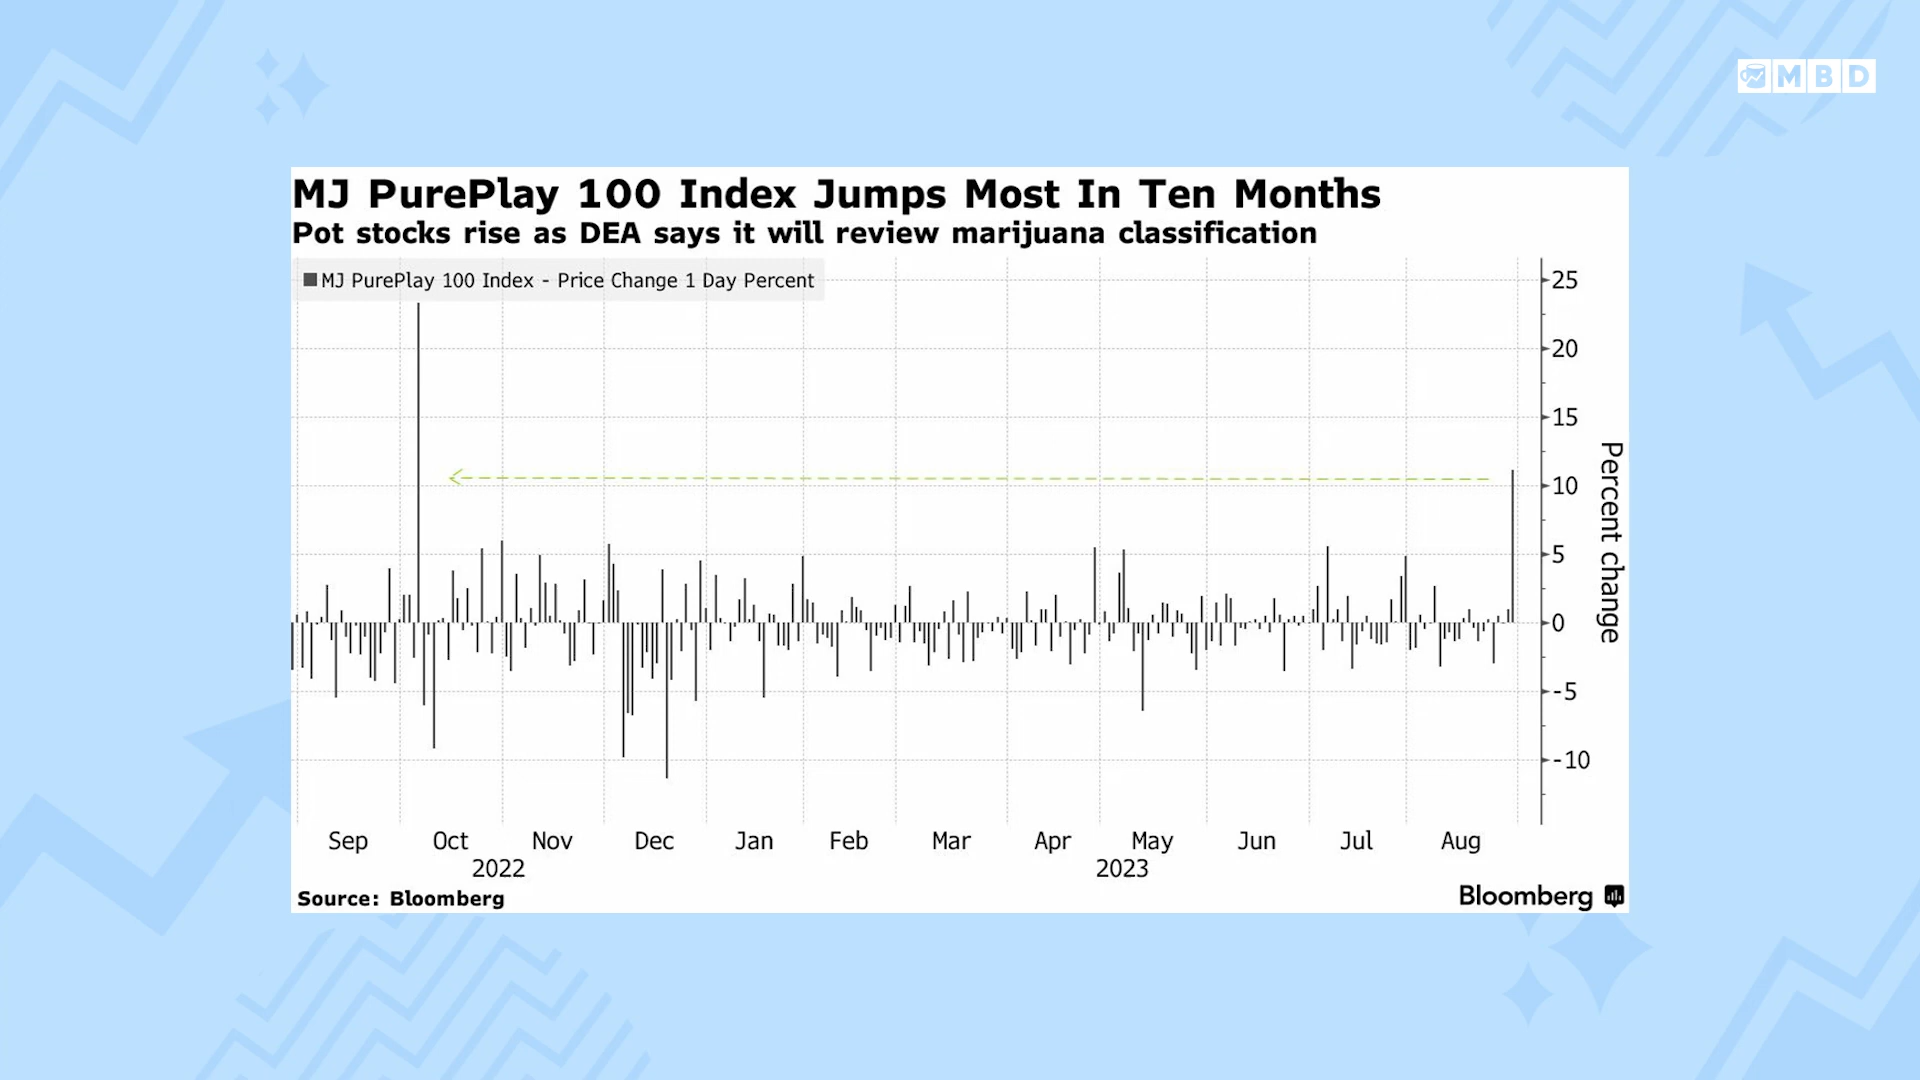 MBD
MJ PurePlay 100 Index Jumps Most In Ten Months
Pot stocks rise as DEA says it will review marijuana classification
MJ PurePlay 100 Index - Price Change 1 Day Percent
25
20
15
10
5
0
-5
-10
Percent change
Sep Oct Nov Dec Jan Feb Mar Apr May Jun Jul Aug
2022 2023
Source: Bloomberg
Bloomberg